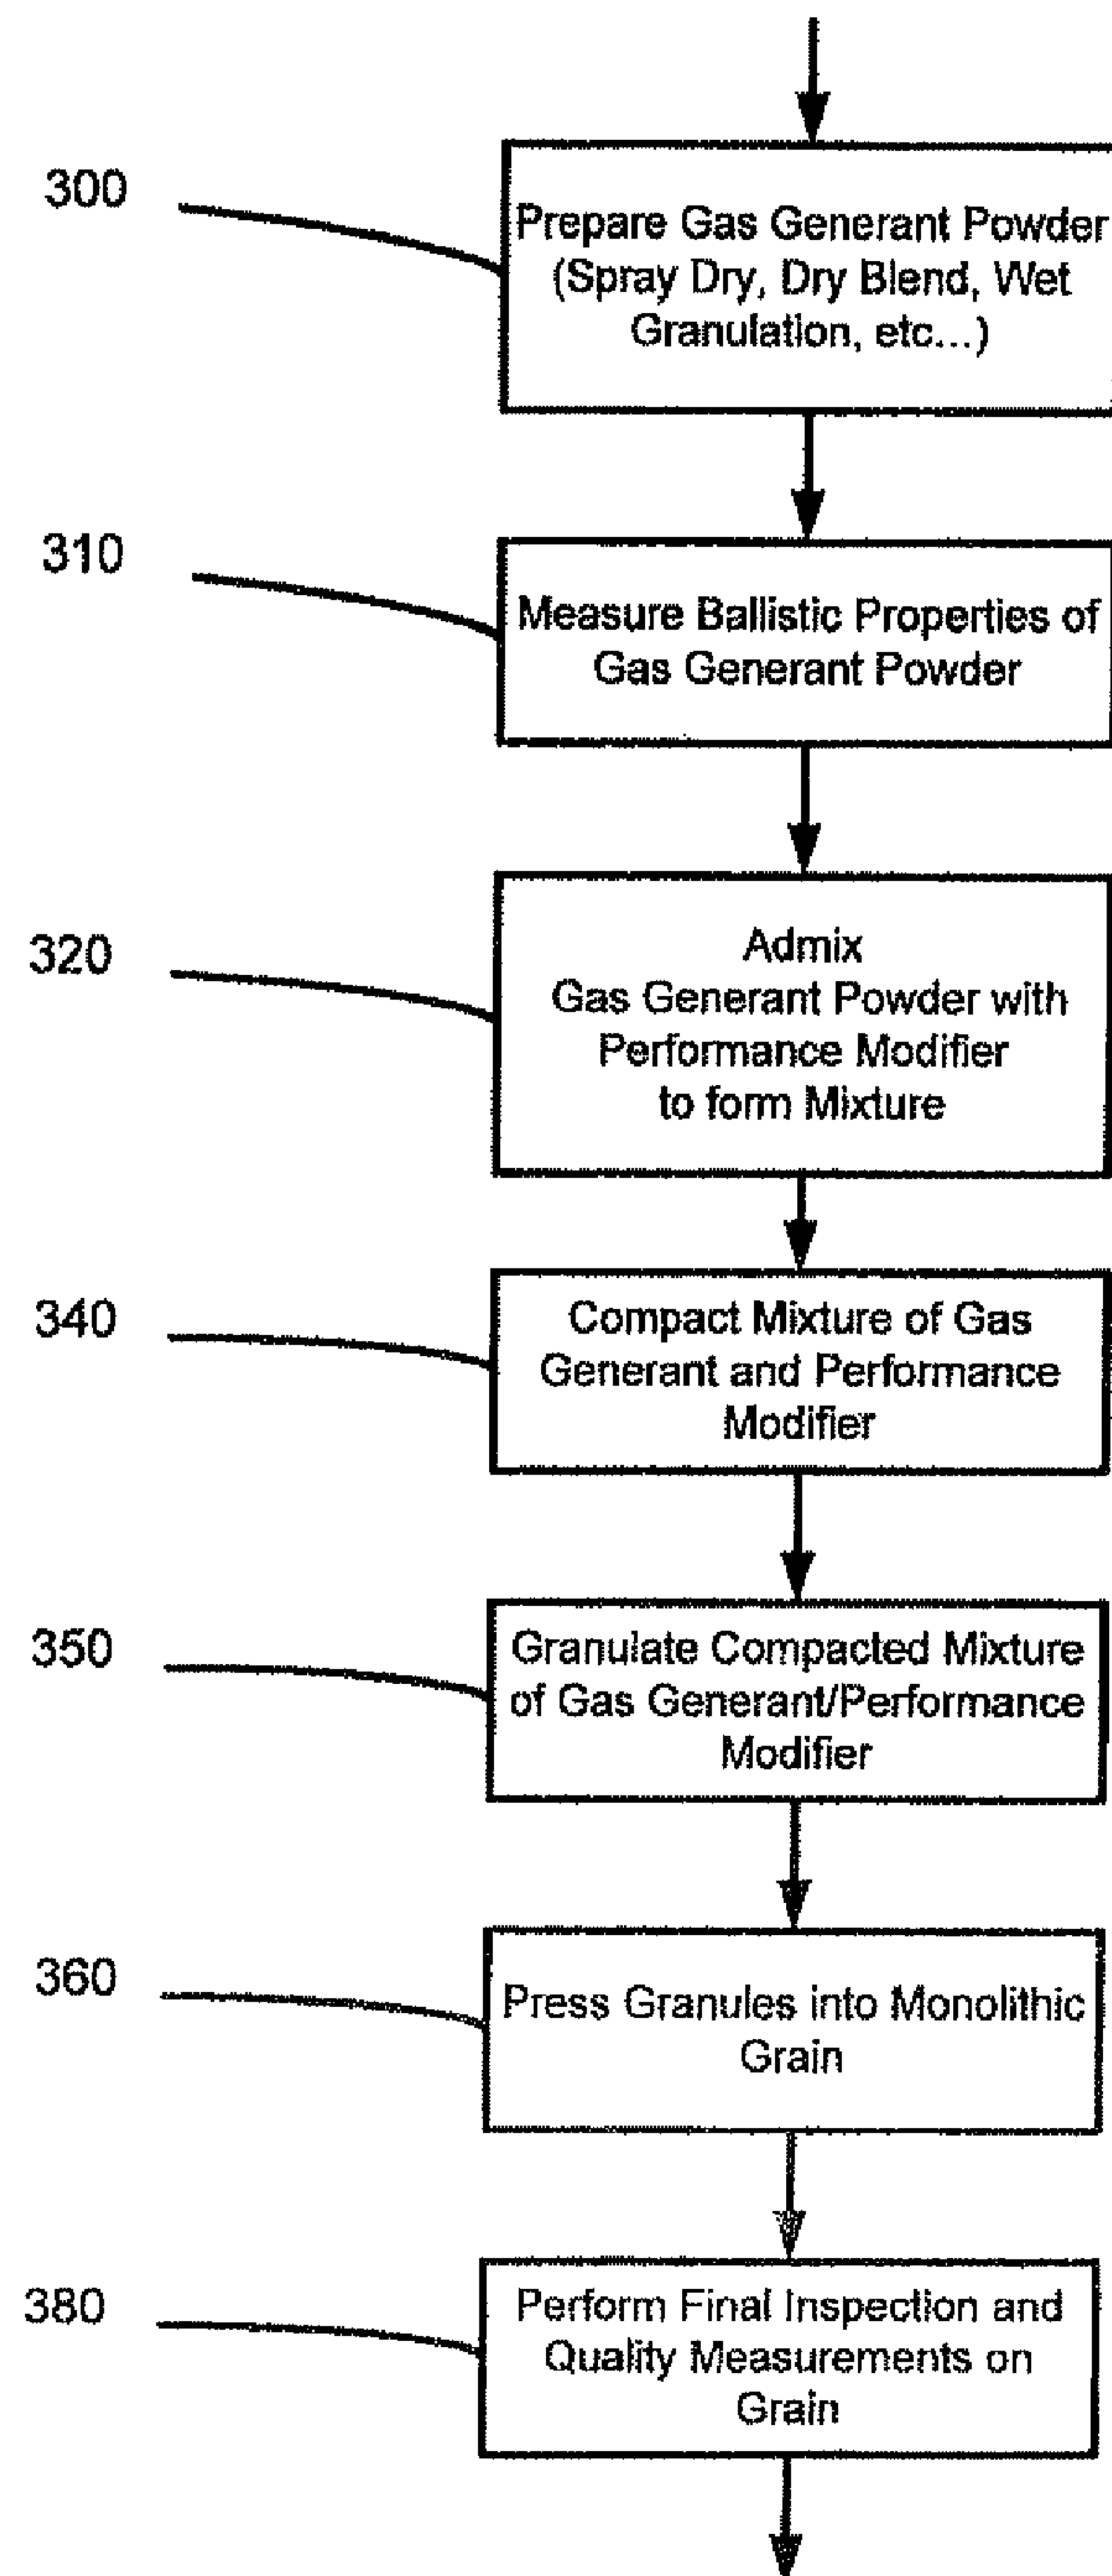 300
Prepare Gas Generant Powder
(Spray Dry, Dry Blend, Wet
Granulation, etc...)
310
Measure Ballistic Properties of
Gas Generant Powder
320
Admix
Gas Generant Powder with
Performance Modifier
to form Mixture
340
Compact Mixture of Gas
Generant and Performance
Modifier
350
Granulate Compacted Mixture
of Gas Generant/Performance
Modifier
360
Press Granules into Monolithic
Grain
380
Perform Final Inspection and
Quality Measurements on
Grain